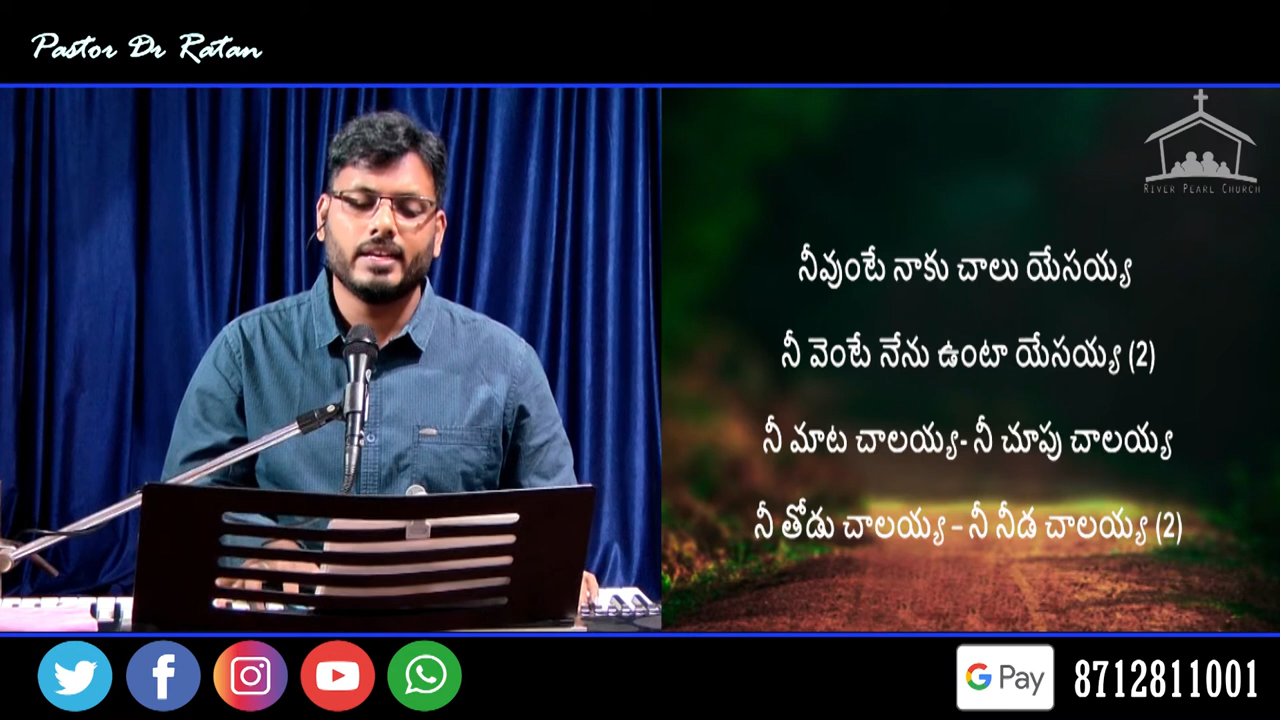 Pastor Dr Ratan
RIVER PEARL CHURCH
నీవుంటే నాకు చాలు యేసయ్య
నీ వెంటే నేను ఉంటా యేసయ్య (2)
నీ మాట చాలయ్య- నీ చూపు చాలయ్య
నీ తోడు చాలయ్య – నీ నీడ చాలయ్య (2)
G Pay 8712811001